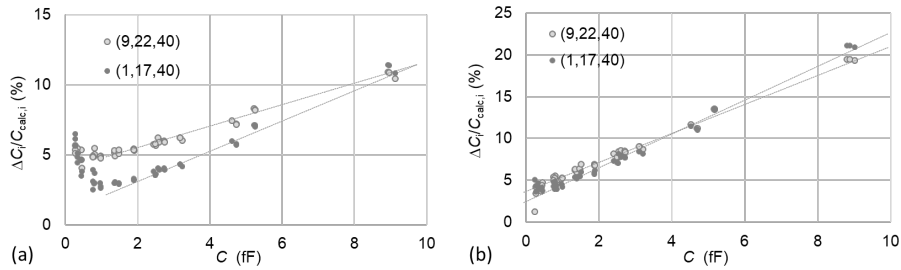 15
10
5
0
ΔCᵢ/C_calc,i (%)
(9,22,40)
(1,17,40)
0 2 4 6 8 10
(a) C (fF)
25
20
15
10
5
0
ΔCᵢ/C_calc,i (%)
(9,22,40)
(1,17,40)
0 2 4 6 8 10
(b) C (fF)